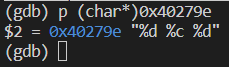 (gdb) p (char*)0x40279e
$2 = 0x40279e "%d %c %d"
(gdb)